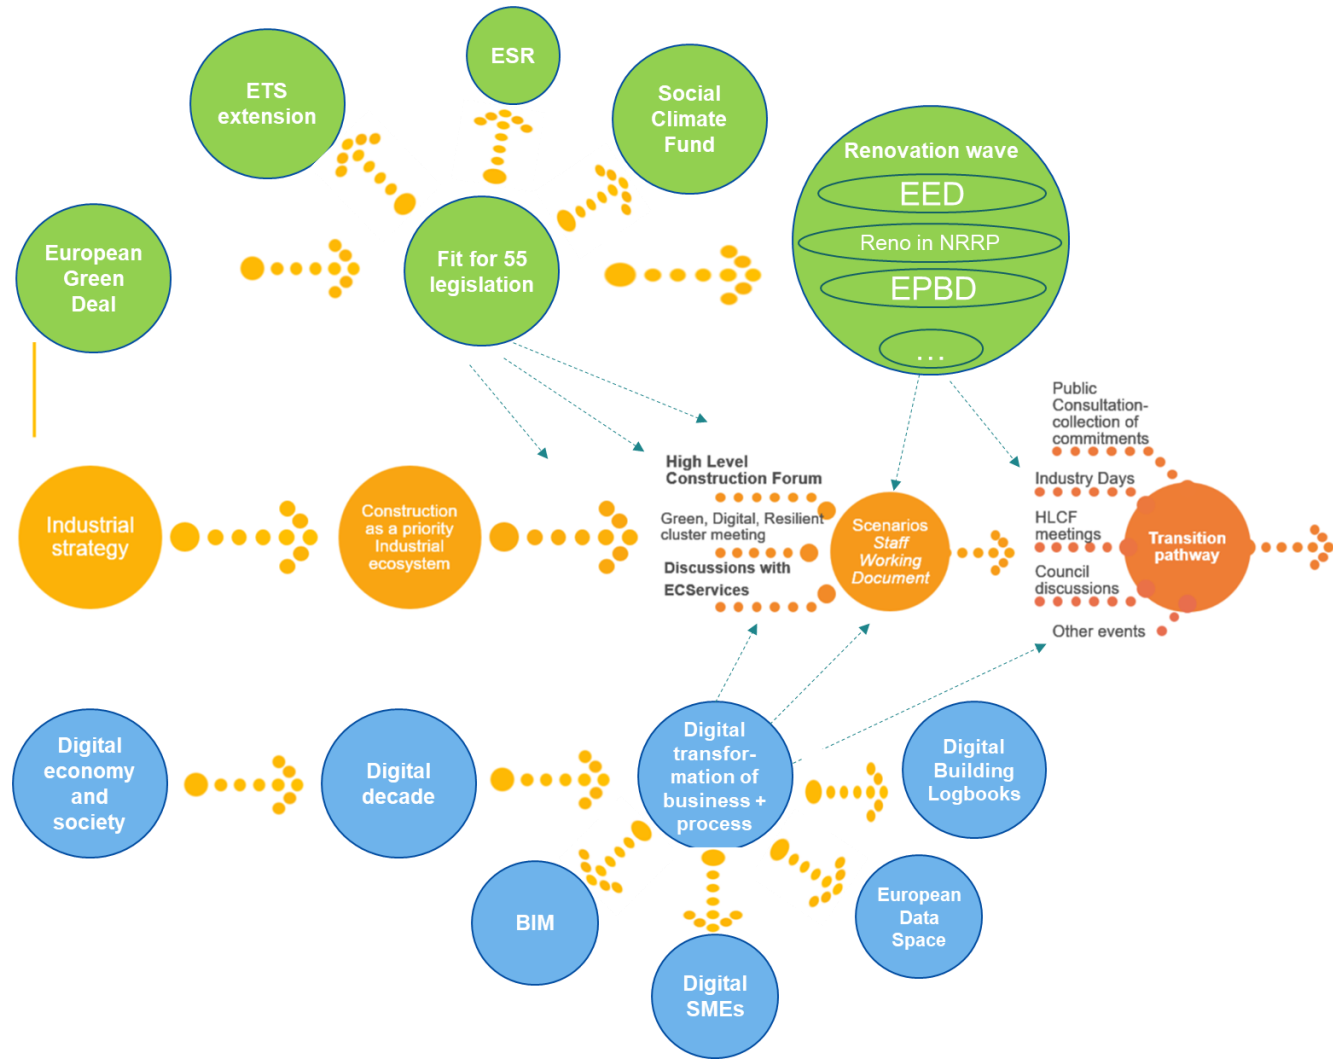 ESR
ETS
extension
Social
Climate
Fund
Renovation wave
EED
Reno in NRRP
EPBD
...
European
Green
Deal
Fit for 55
legislation
Public
Consultation-
collection of
commitments
Industry Days
HLCF
meetings
Council
discussions
Other events
Transition
pathway
High Level
Construction Forum
Green, Digital, Resilient
cluster meeting
Discussions with
ECServices
Scenarios
Staff
Working
Document
Industrial
strategy
Construction
as a priority
Industrial
ecosystem
Digital
economy
and
society
Digital
decade
Digital
transfor-
mation of
business +
process
Digital
Building
Logbooks
BIM
Digital
SMEs
European
Data
Space